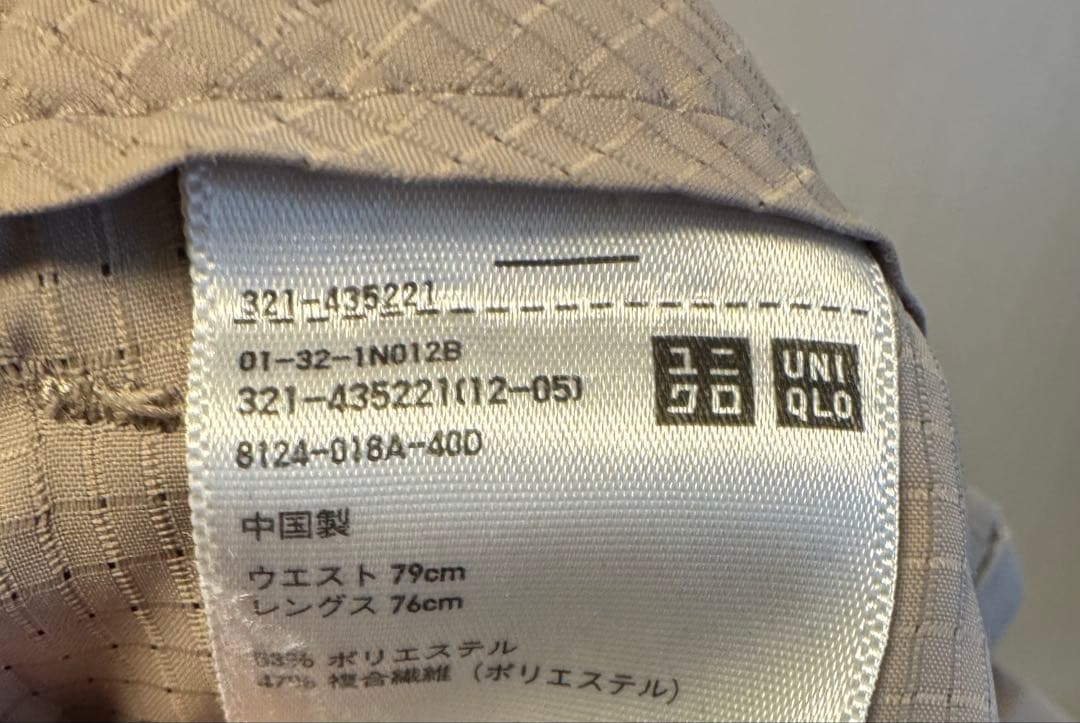 321-435221
01-32-1N012B
321-435221(12-05)
8124-018A-40D
ユニ
クロ
UNI
QLO
中国製
ウエスト 79cm
レングス 76cm
53% ポリエステル
47% 複合繊維 (ポリエステル)